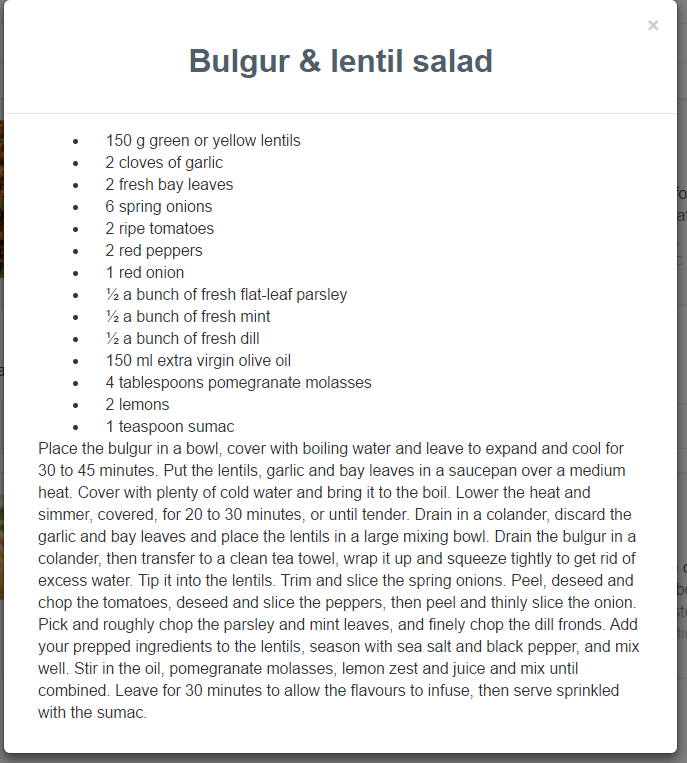 ×
Bulgur & lentil salad
• 150 g green or yellow lentils
• 2 cloves of garlic
• 2 fresh bay leaves
• 6 spring onions
• 2 ripe tomatoes
• 2 red peppers
• 1 red onion
• ½ a bunch of fresh flat-leaf parsley
• ½ a bunch of fresh mint
• ½ a bunch of fresh dill
• 150 ml extra virgin olive oil
• 4 tablespoons pomegranate molasses
• 2 lemons
• 1 teaspoon sumac
Place the bulgur in a bowl, cover with boiling water and leave to expand and cool for
30 to 45 minutes. Put the lentils, garlic and bay leaves in a saucepan over a medium
heat. Cover with plenty of cold water and bring it to the boil. Lower the heat and
simmer, covered, for 20 to 30 minutes, or until tender. Drain in a colander, discard the
garlic and bay leaves and place the lentils in a large mixing bowl. Drain the bulgur in a
colander, then transfer to a clean tea towel, wrap it up and squeeze tightly to get rid of
excess water. Tip it into the lentils. Trim and slice the spring onions. Peel, deseed and
chop the tomatoes, deseed and slice the peppers, then peel and thinly slice the onion.
Pick and roughly chop the parsley and mint leaves, and finely chop the dill fronds. Add
your prepped ingredients to the lentils, season with sea salt and black pepper, and mix
well. Stir in the oil, pomegranate molasses, lemon zest and juice and mix until
combined. Leave for 30 minutes to allow the flavours to infuse, then serve sprinkled
with the sumac.